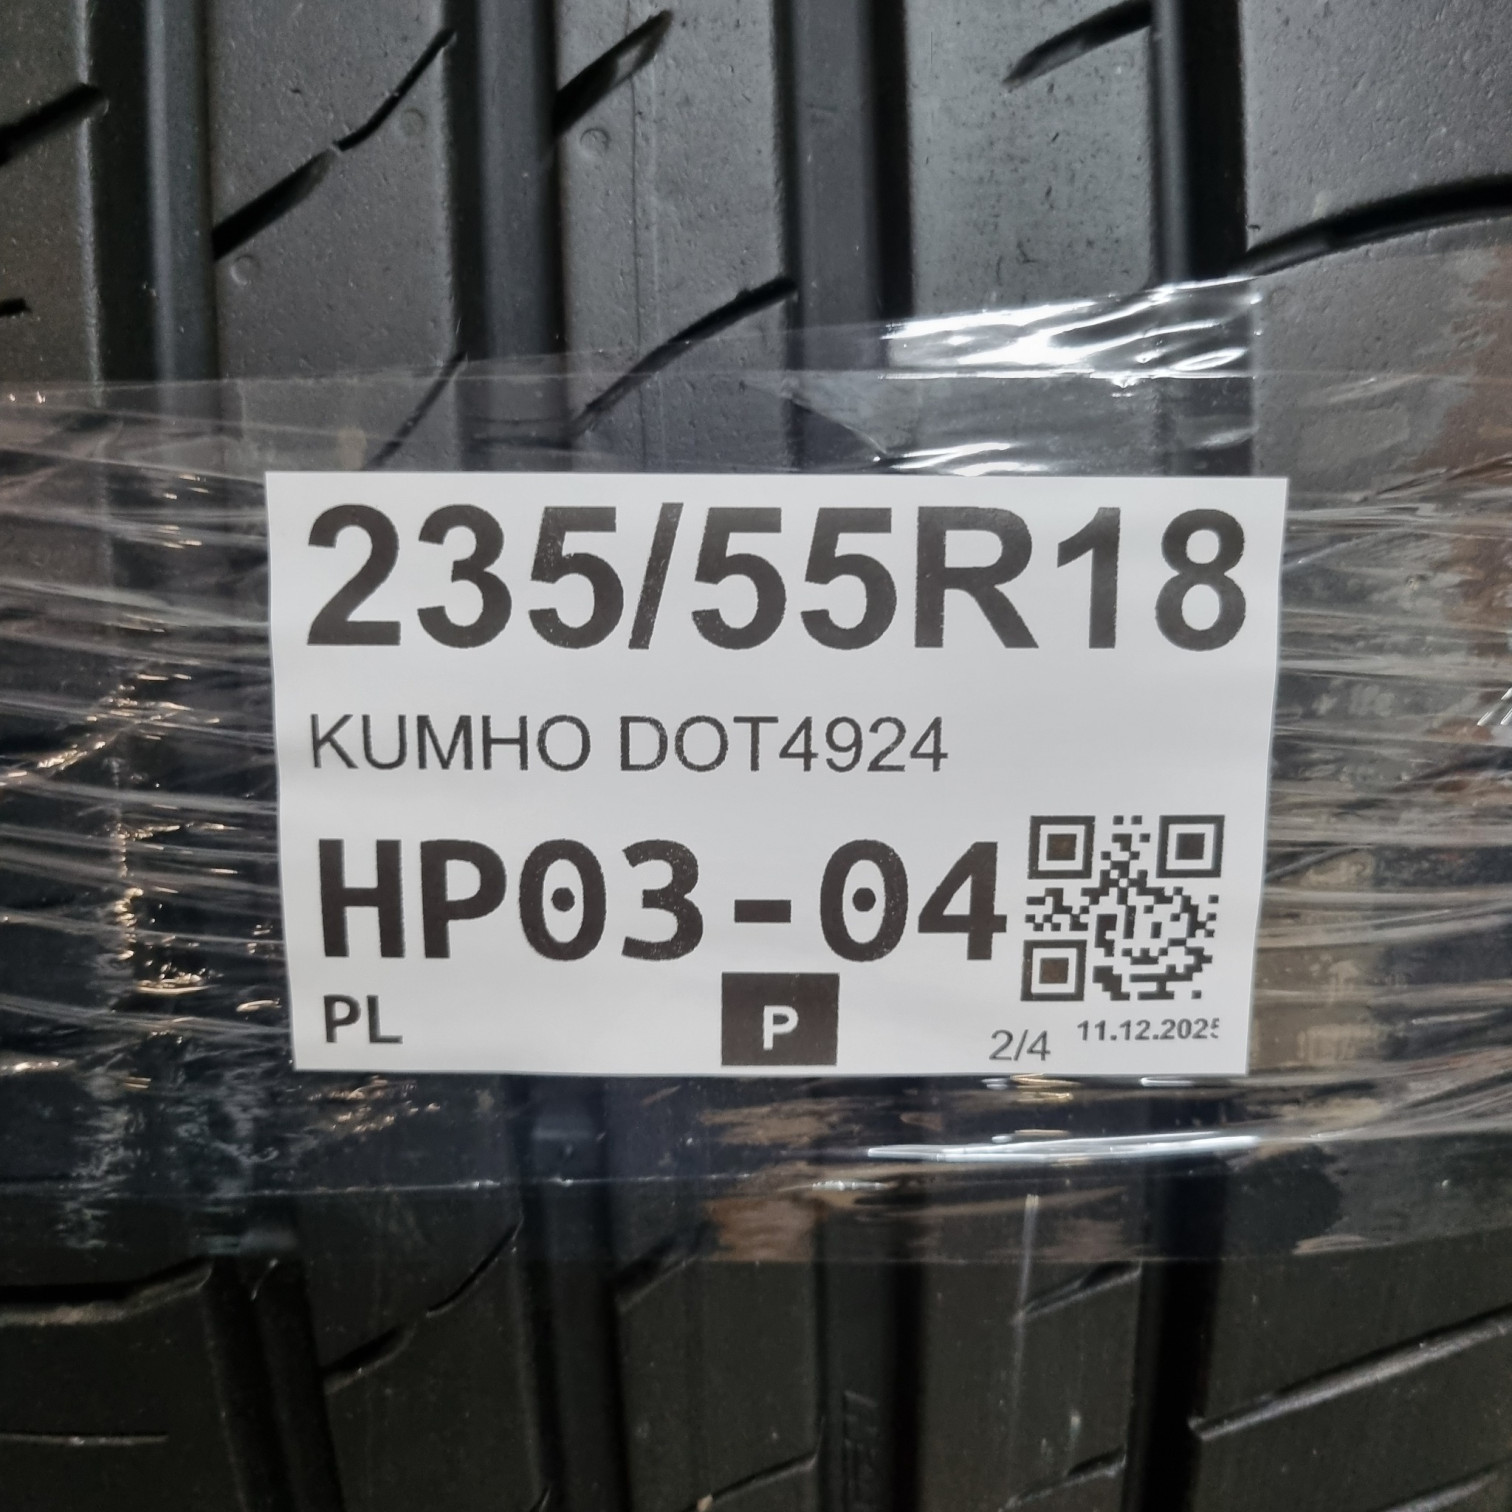 235/55R18
KUMHO DOT4924
HP03-04
PL
P
2/4
11.12.2025